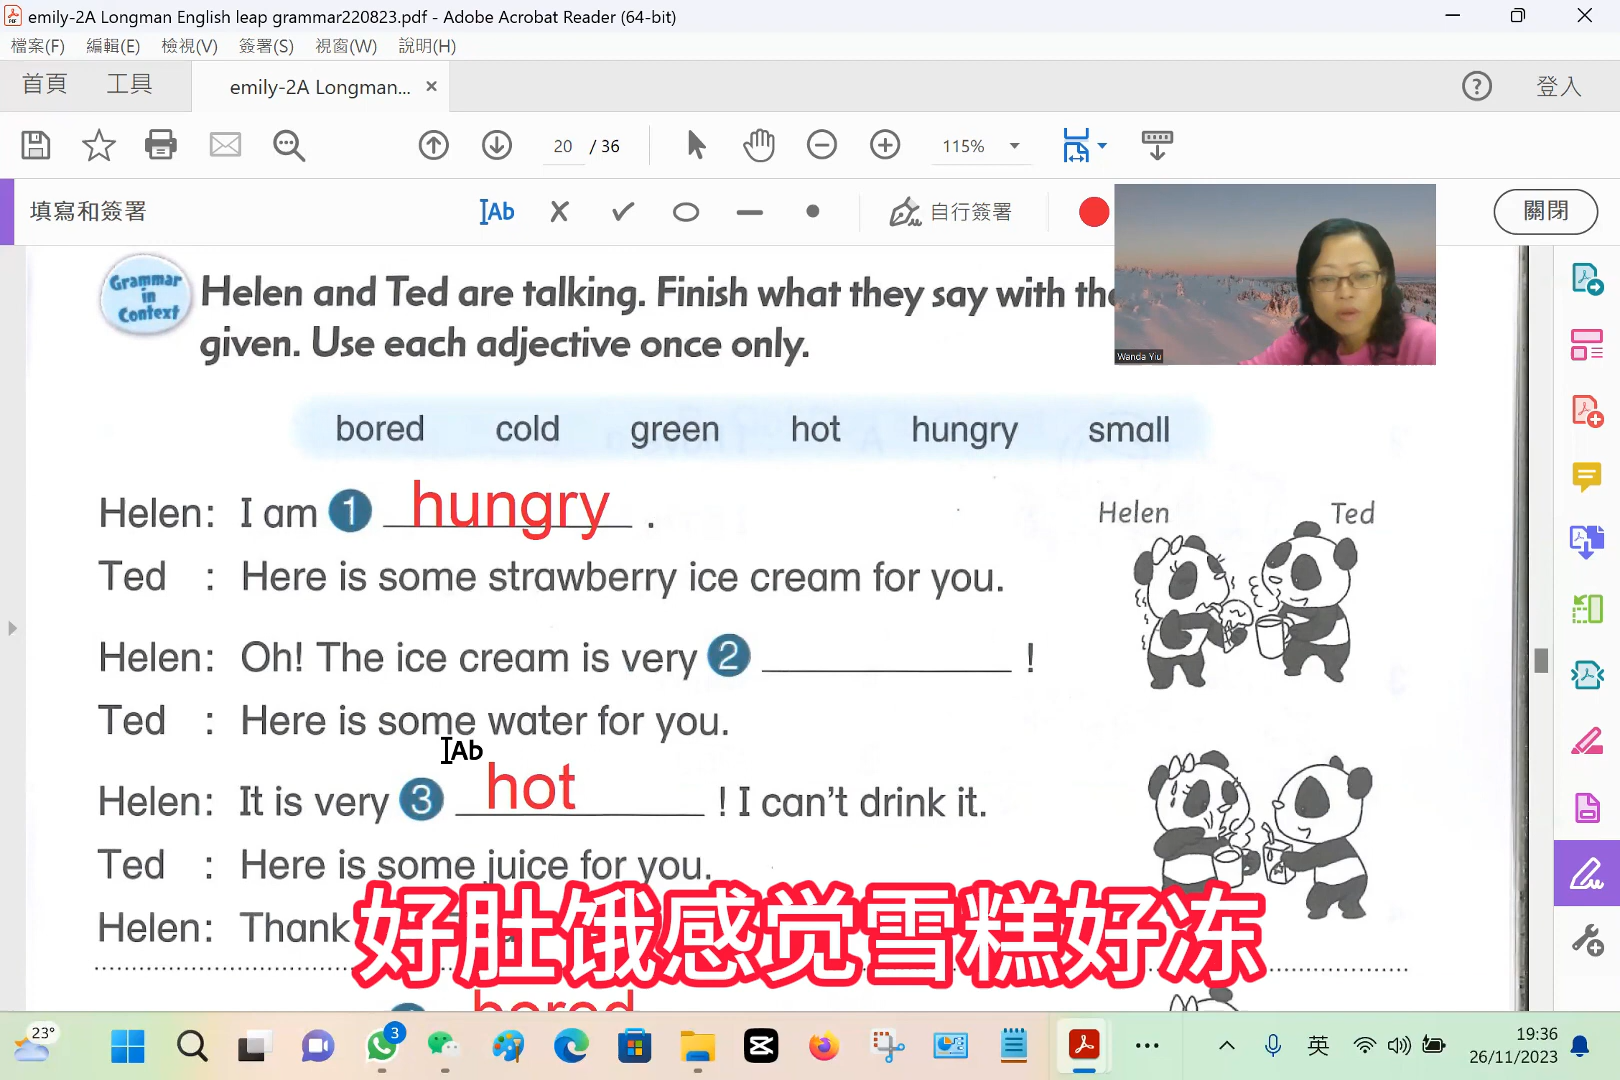 emily-2A Longman English leap grammar220823.pdf - Adobe Acrobat Reader (64-bit)
檔案(F) 編輯(E) 檢視(V) 簽署(S) 視窗(W) 說明(H)
首頁 工具 emily-2A Longman... × ? 登入
20 / 36 115%
填寫和簽署 Ab 自行簽署 關閉
Wanda Yiu
Grammar in Context
Helen and Ted are talking. Finish what they say with the
given. Use each adjective once only.
bored cold green hot hungry small
Helen: I am 1 hungry .
Helen Ted
Ted : Here is some strawberry ice cream for you.
Helen: Oh! The ice cream is very 2 ________ !
Ted : Here is some water for you.
Ab
Helen: It is very 3 hot ! I can't drink it.
Ted : Here is some juice for you.
Helen: Thank
好肚饿感觉雪糕好冻
bored
23° 3 英 19:36
26/11/2023